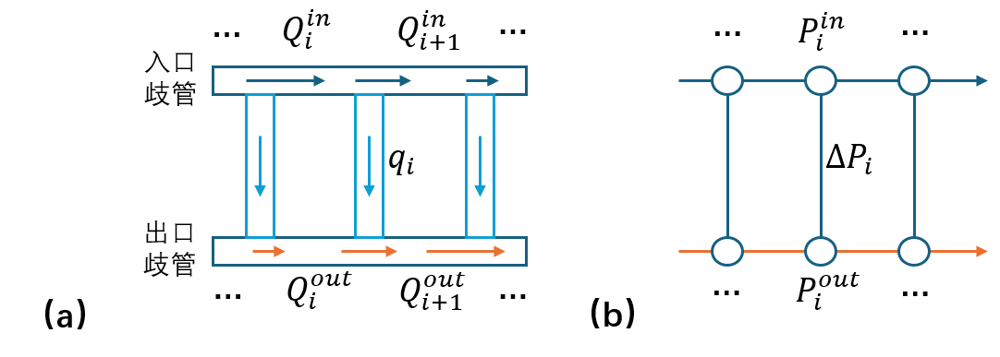 ... Q_i^{in} Q_{i+1}^{in} ...
入口
歧管
q_i
出口
歧管
... Q_i^{out} Q_{i+1}^{out} ...
(a)
... P_i^{in} ...
ΔP_i
... P_i^{out} ...
(b)